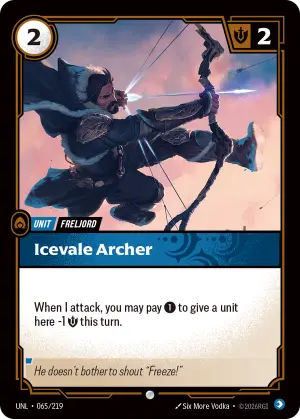 2
2
UNIT
FRELJORD
Icevale Archer
When I attack, you may pay 1 to give a unit
here -1 this turn.
He doesn't bother to shout "Freeze!"
UNL • 065/219
Six More Vodka
©2026RGI